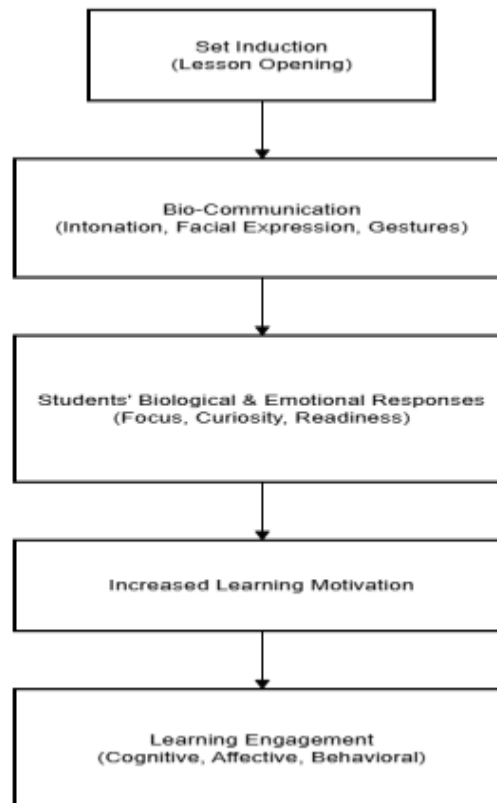 Set Induction
(Lesson Opening)
Bio-Communication
(Intonation, Facial Expression, Gestures)
Students' Biological & Emotional Responses
(Focus, Curiosity, Readiness)
Increased Learning Motivation
Learning Engagement
(Cognitive, Affective, Behavioral)